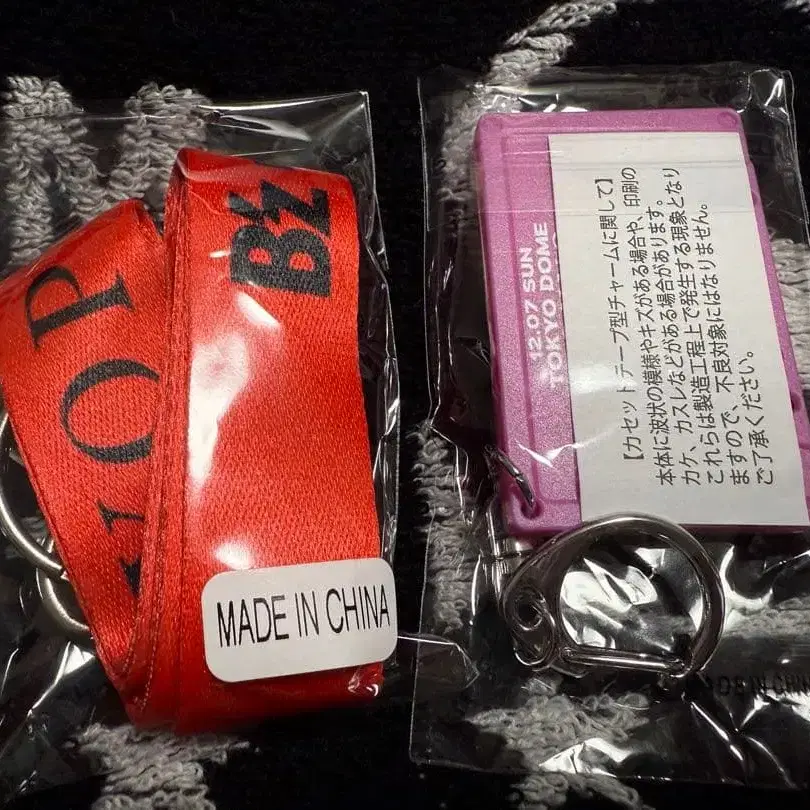 B'z
MADE IN CHINA
12.07 SUN
TOKYO DOME
【カセットテープ型チャームに関して】
本体に波状の模様やキズがある場合や、印刷の
カケ、カスレなどがある場合があります。
これらは製造工程上で発生する現象となり
ますので、不良対象にはなりません。
ご了承ください。